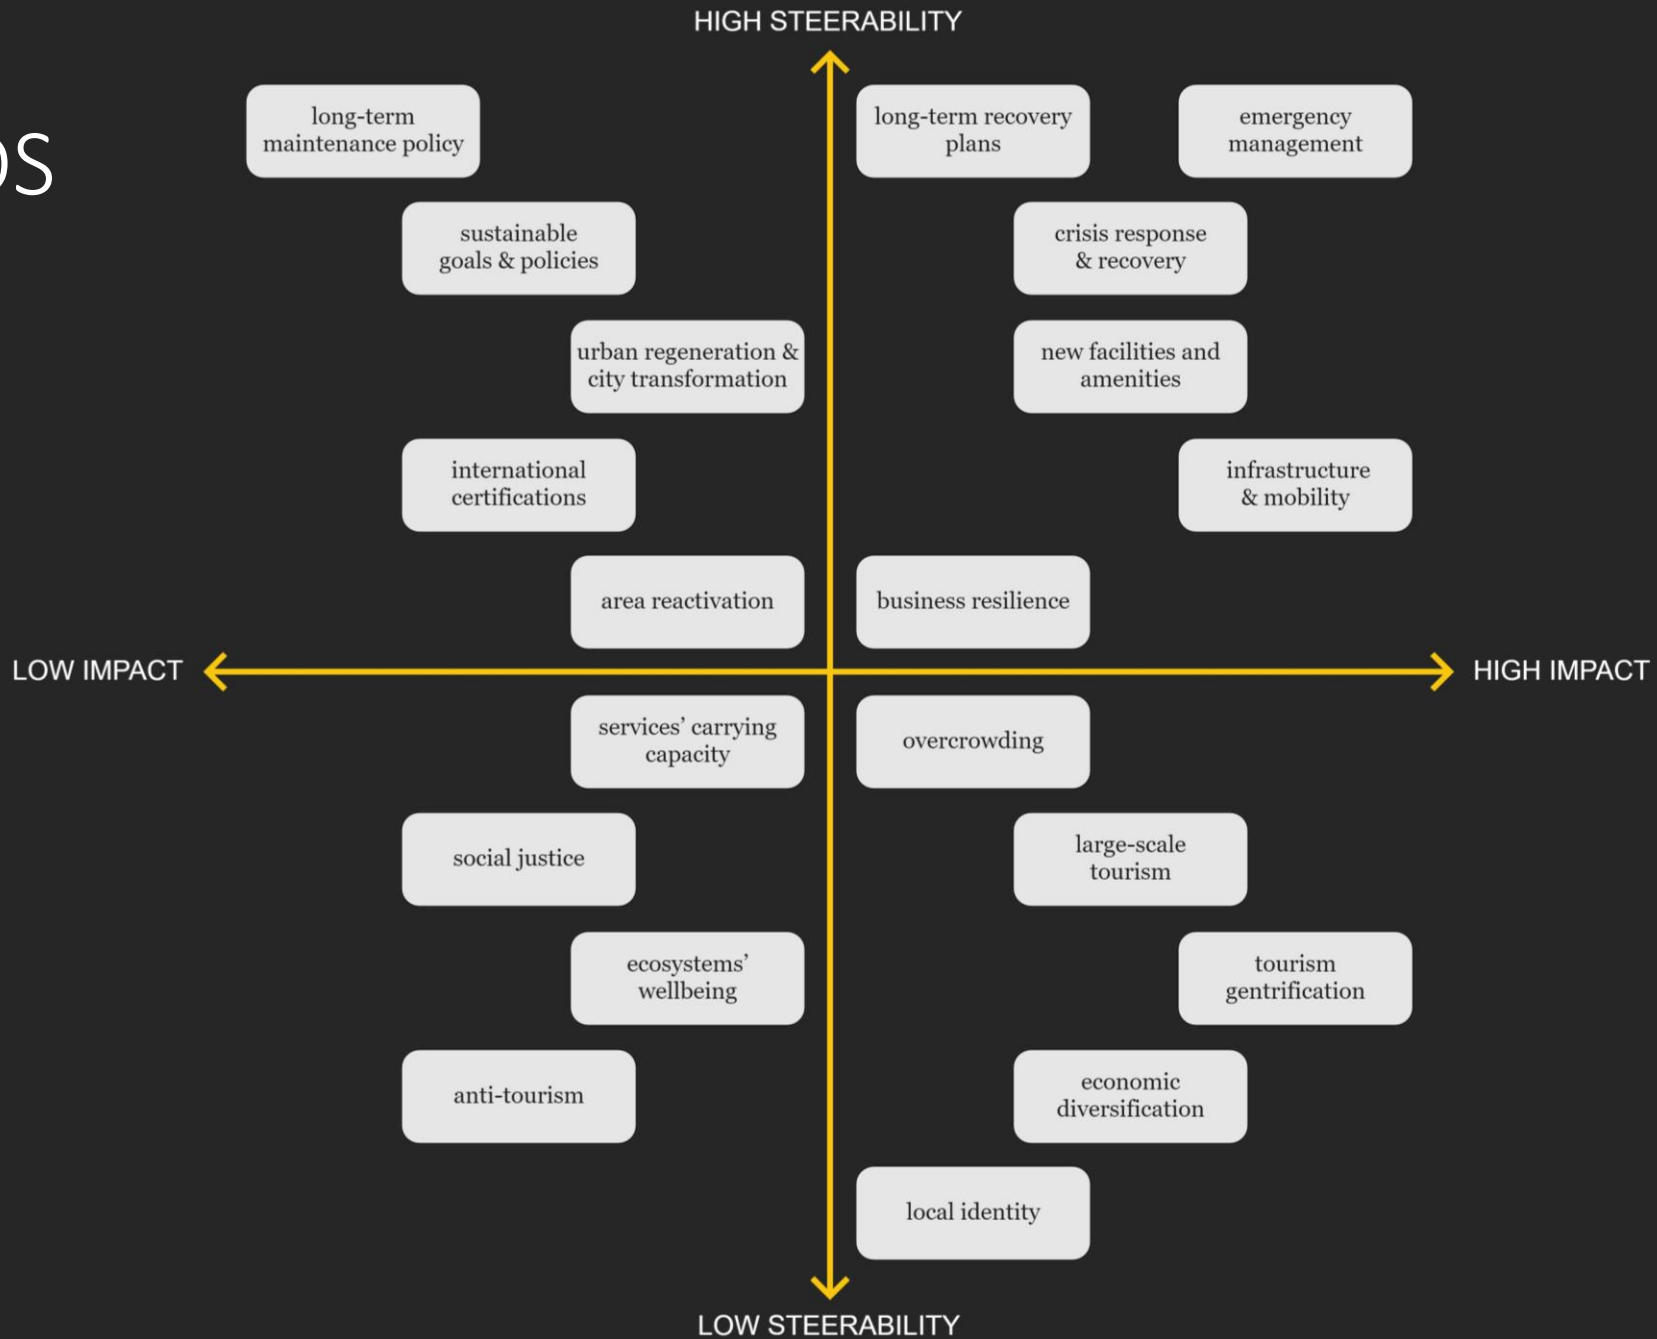 HIGH STEERABILITY
os
long-term
maintenance policy
long-term recovery
plans
emergency
management
sustainable
goals & policies
crisis response
& recovery
urban regeneration &
city transformation
new facilities and
amenities
international
certifications
infrastructure
& mobility
area reactivation
business resilience
LOW IMPACT
HIGH IMPACT
services’ carrying
capacity
overcrowding
social justice
large-scale
tourism
ecosystems’
wellbeing
tourism
gentrification
anti-tourism
economic
diversification
local identity
LOW STEERABILITY